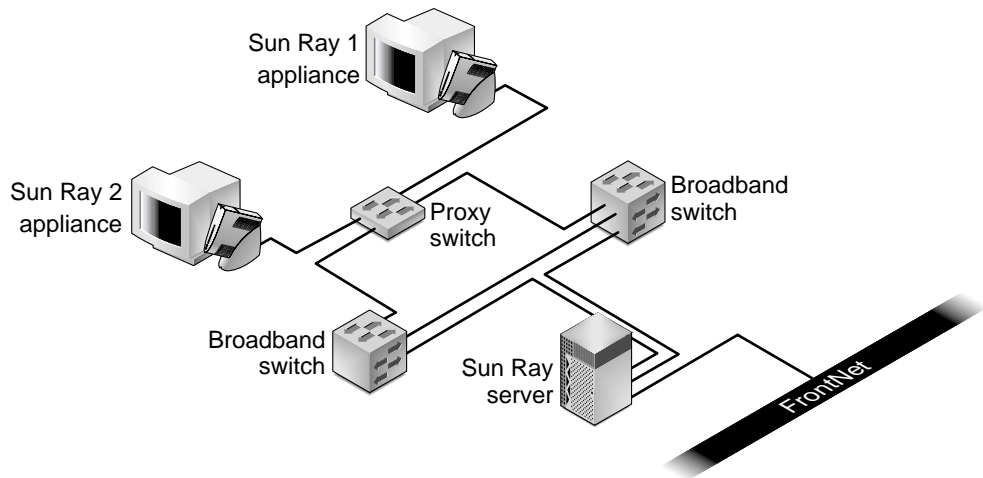 Sun Ray 1
appliance
Sun Ray 2
appliance
Proxy
switch
Broadband
switch
Broadband
switch
Sun Ray
server
FrontNet